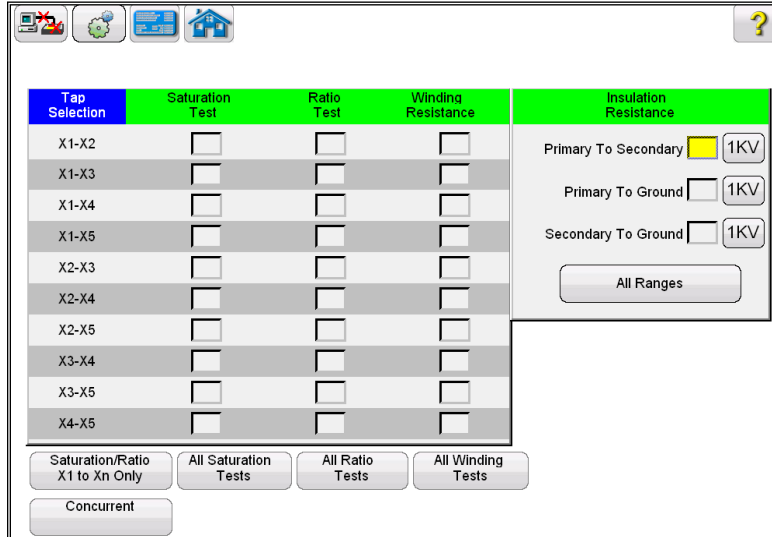 ?
Tap Selection Saturation Test Ratio Test Winding Resistance
X1-X2
X1-X3
X1-X4
X1-X5
X2-X3
X2-X4
X2-X5
X3-X4
X3-X5
X4-X5
Insulation Resistance
Primary To Secondary 1KV
Primary To Ground 1KV
Secondary To Ground 1KV
All Ranges
Saturation/Ratio X1 to Xn Only All Saturation Tests All Ratio Tests All Winding Tests
Concurrent